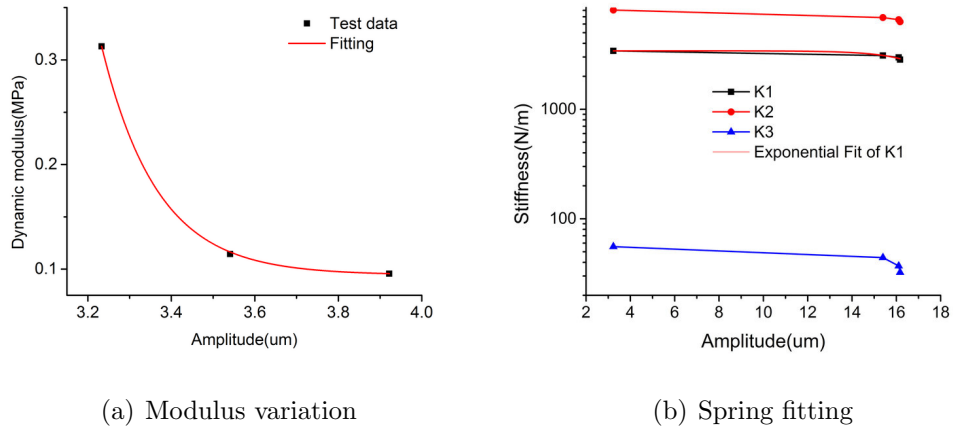 Test data
Fitting
Dynamic modulus(MPa)
0.3
0.2
0.1
3.2 3.4 3.6 3.8 4.0
Amplitude(um)
(a) Modulus variation
Stiffness(N/m)
1000
100
K1
K2
K3
Exponential Fit of K1
2 4 6 8 10 12 14 16 18
Amplitude(um)
(b) Spring fitting